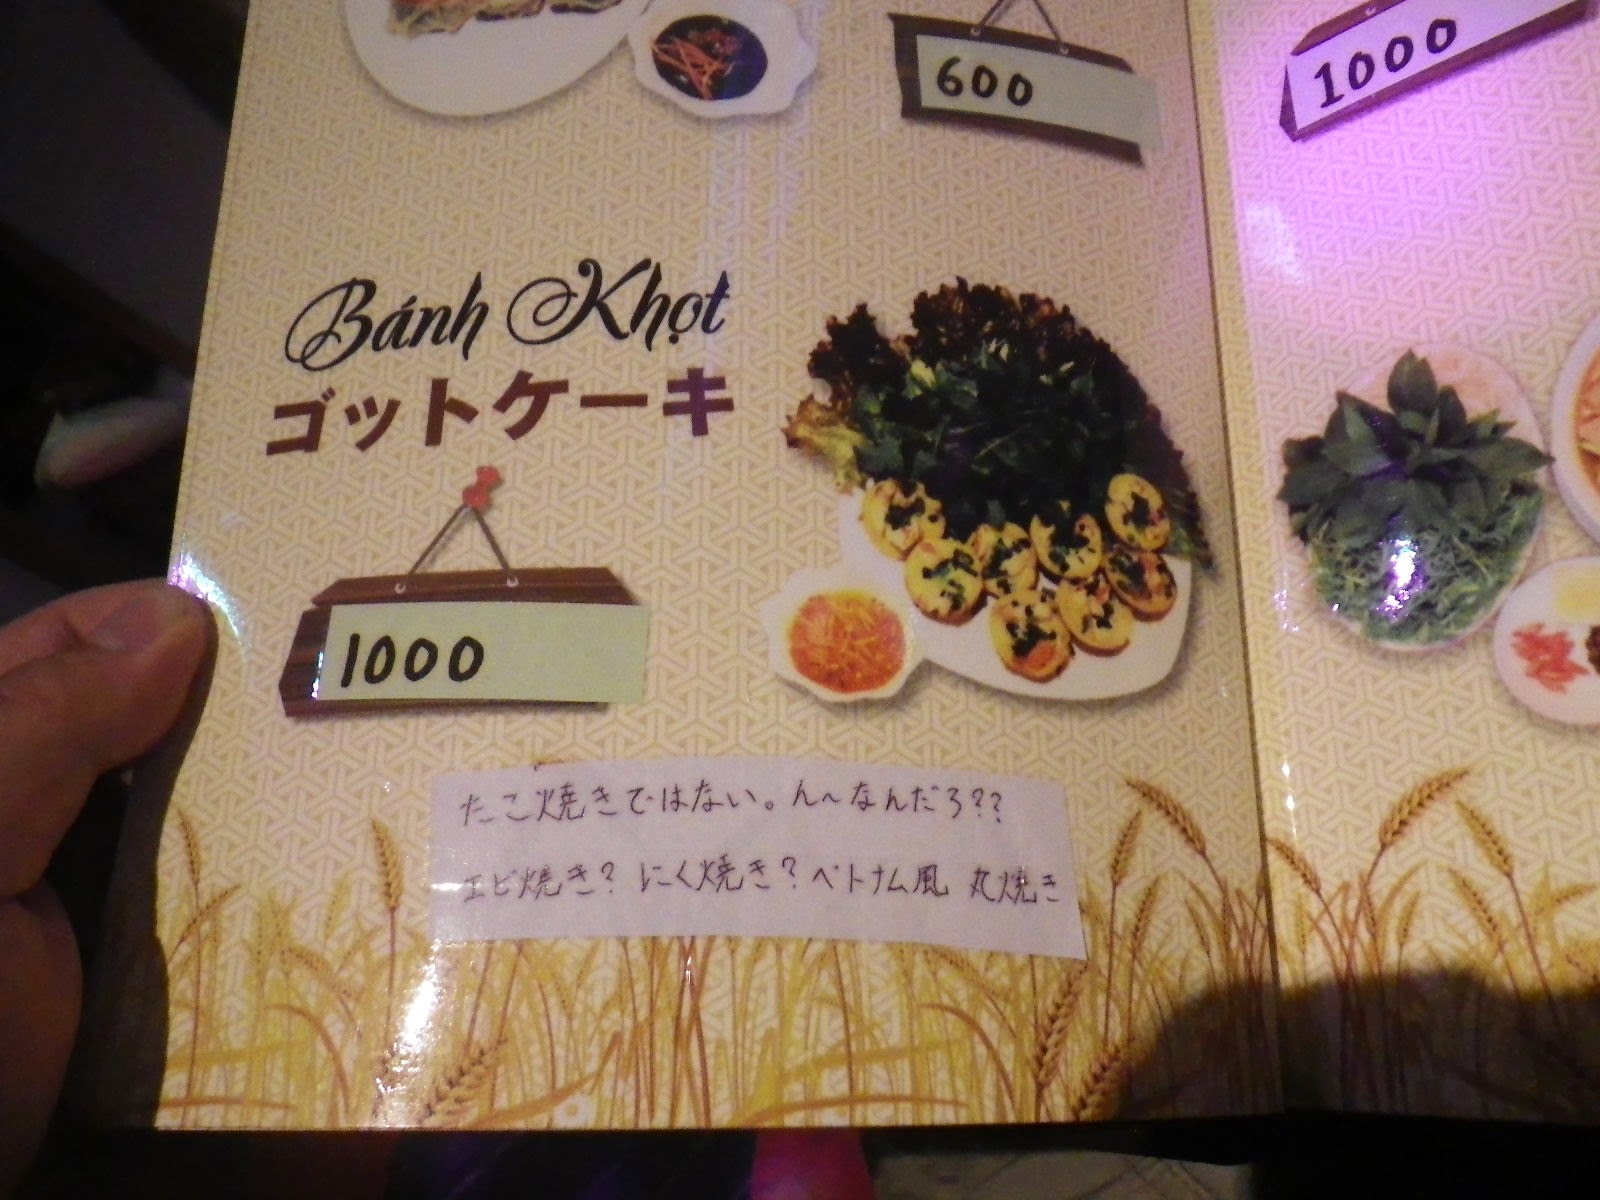 600
1000
Bánh Khọt
ゴットケーキ
1000
たこ焼きではない。ん〜なんだろ??
エビ焼き?にく焼き?ベトナム風 丸焼き